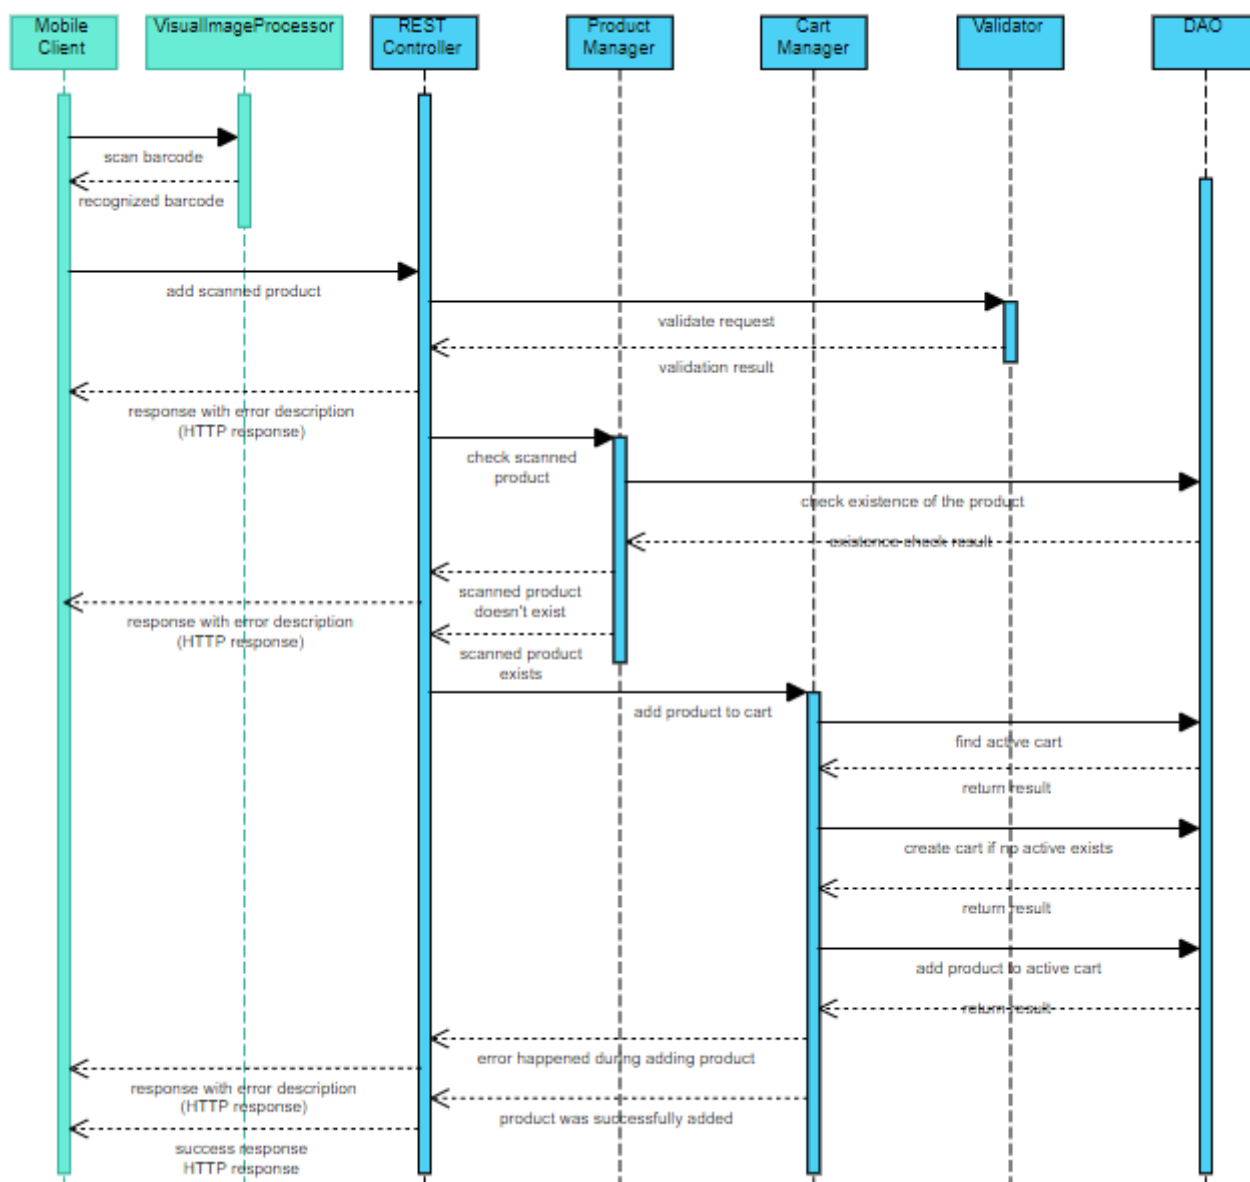 Mobile
Client
VisualImageProcessor
REST
Controller
Product
Manager
Cart
Manager
Validator
DAO
scan barcode
recognized barcode
add scanned product
validate request
validation result
response with error description
(HTTP response)
check scanned
product
check existence of the product
existence check result
scanned product
doesn't exist
response with error description
(HTTP response)
scanned product
exists
add product to cart
find active cart
return result
create cart if no active exists
return result
add product to active cart
return result
error happened during adding product
response with error description
(HTTP response)
product was successfully added
success response
HTTP response